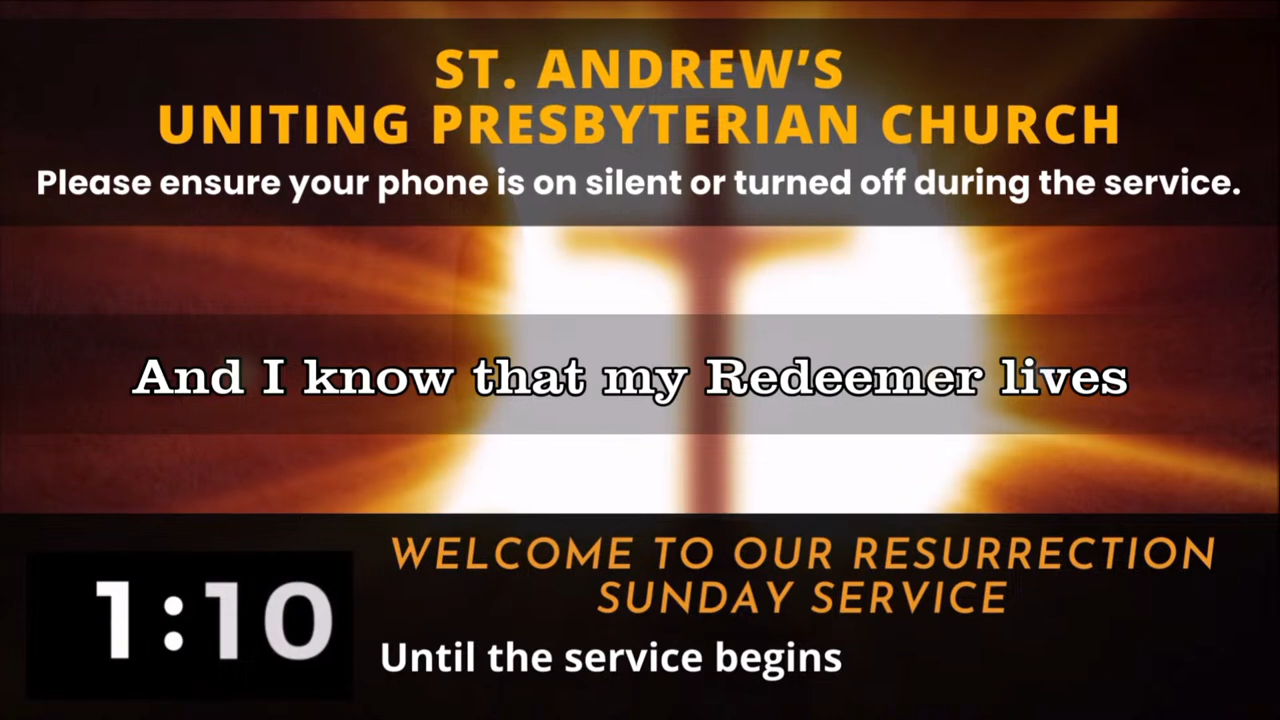 ST. ANDREW’S
UNITING PRESBYTERIAN CHURCH
Please ensure your phone is on silent or turned off during the service.
And I know that my Redeemer lives
WELCOME TO OUR RESURRECTION
SUNDAY SERVICE
1:10
Until the service begins